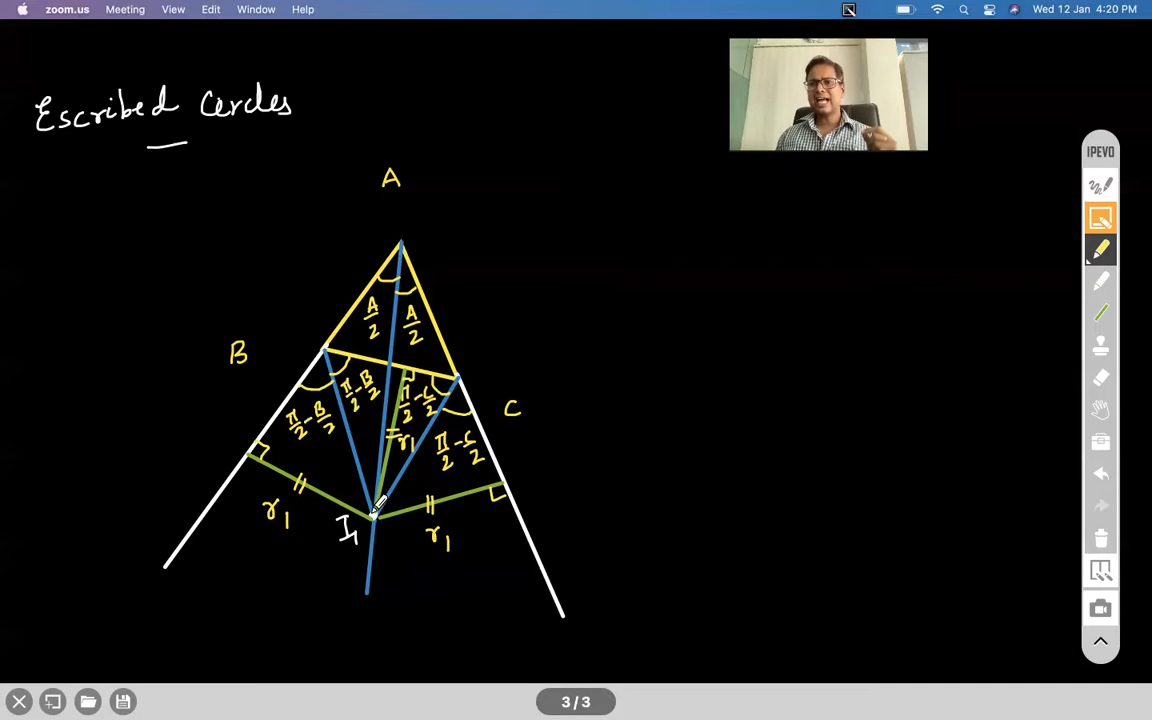 zoom.us Meeting View Edit Window Help Wed 12 Jan 4:20 PM
Escribed Cercles
A
A/2 A/2
B
π/2-B/2 π/2-B/2 π/2-C/2
C
π/2-C/2
r₁
r₁ I₁ r₁
IPEVO
3 / 3